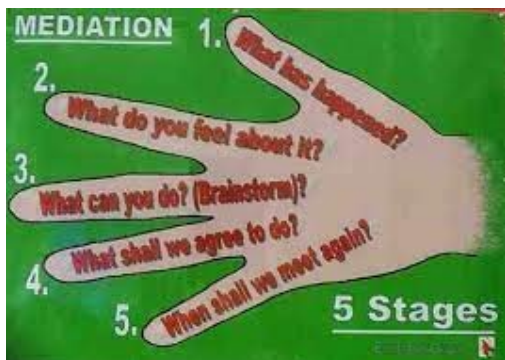 MEDIATION
1.
What has happened?
2.
What do you feel about it?
3.
What can you do? (Brainstorm)?
4.
What shall we agree to do?
5.
When shall we meet again?
5 Stages